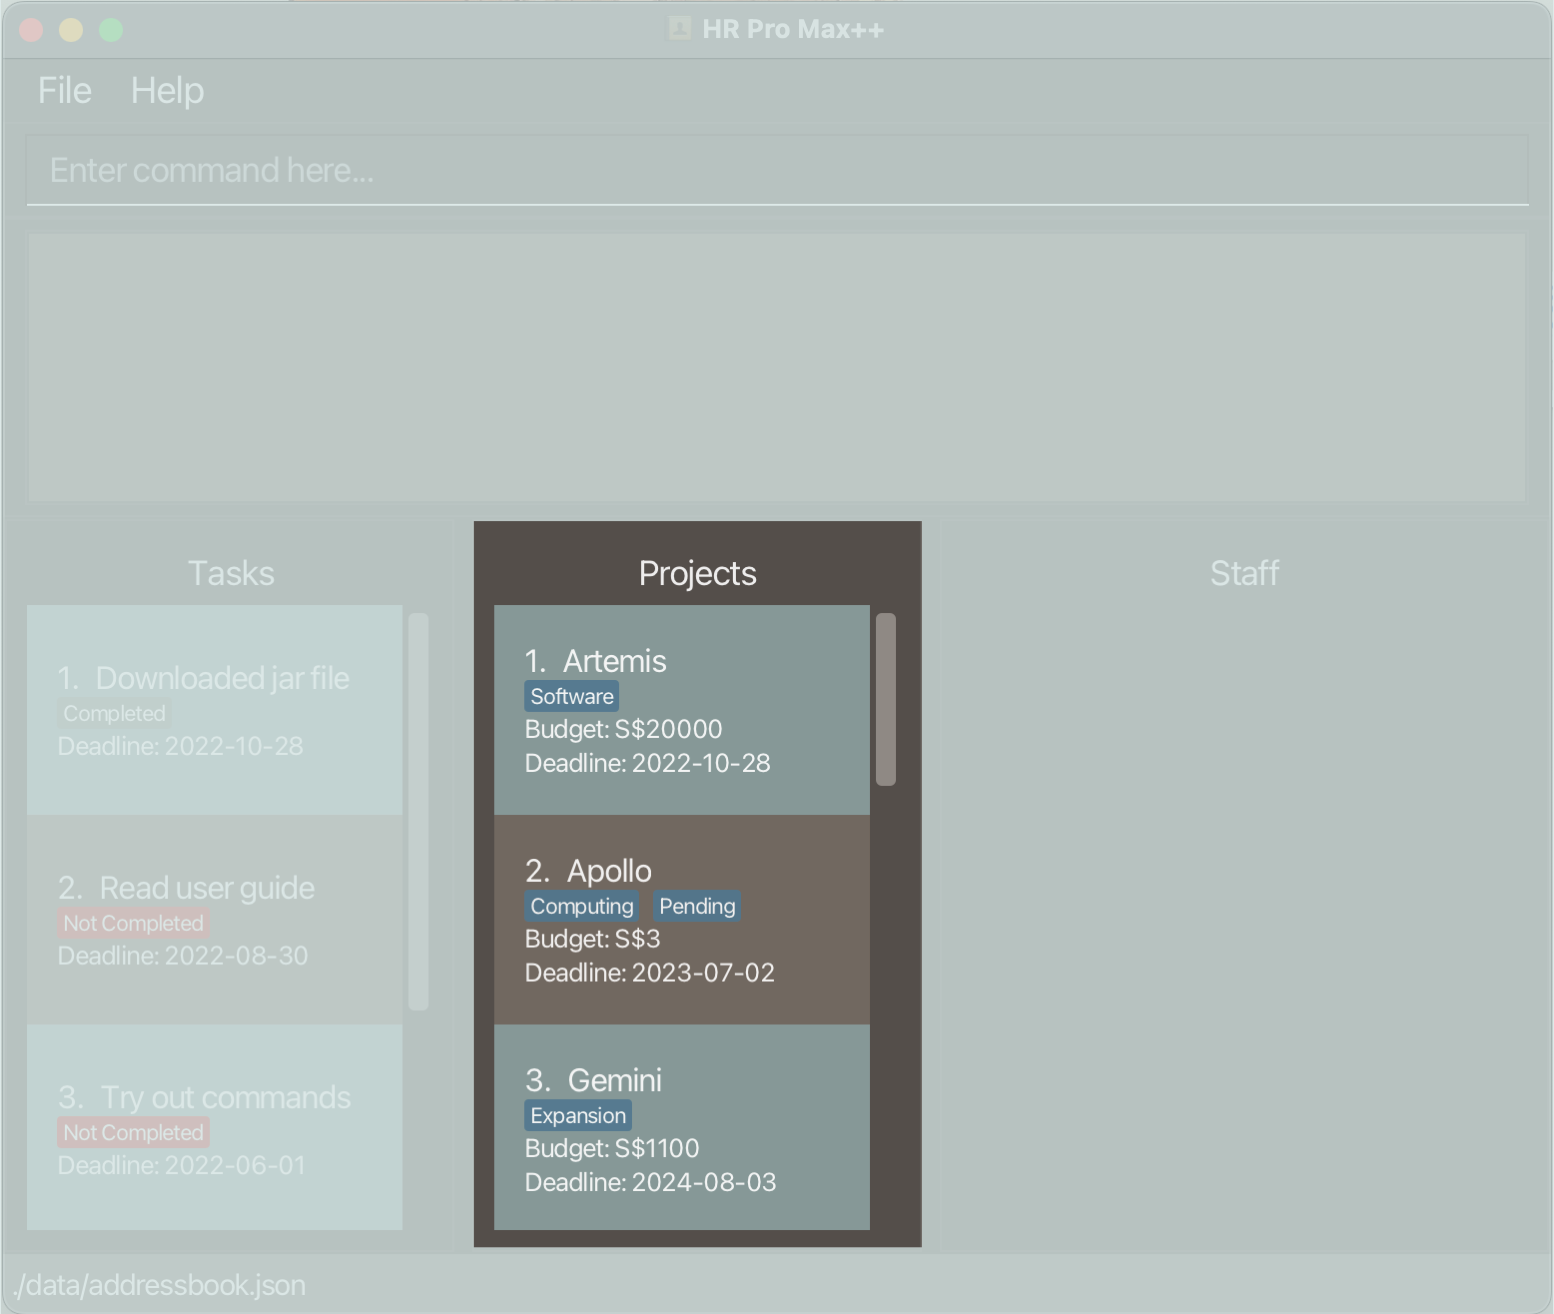 HR Pro Max++
File Help
Enter command here...
Tasks
1. Downloaded jar file
Completed
Deadline: 2022-10-28
2. Read user guide
Not Completed
Deadline: 2022-08-30
3. Try out commands
Not Completed
Deadline: 2022-06-01
Projects
1. Artemis
Software
Budget: S$20000
Deadline: 2022-10-28
2. Apollo
Computing Pending
Budget: S$3
Deadline: 2023-07-02
3. Gemini
Expansion
Budget: S$1100
Deadline: 2024-08-03
Staff
./data/addressbook.json